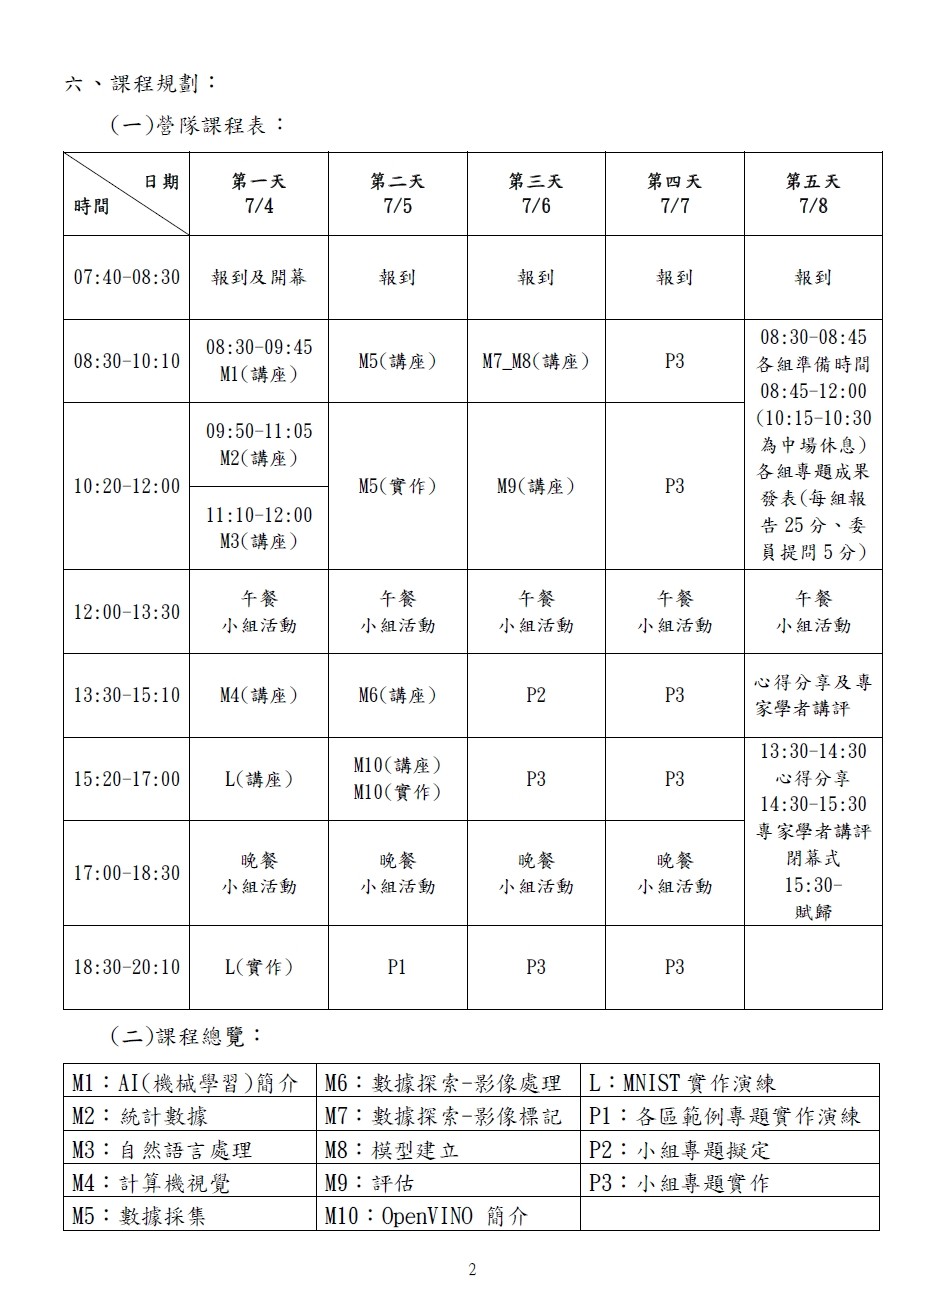 六、課程規劃：
(一)營隊課程表：
日期
時間
第一天
7/4
第二天
7/5
第三天
7/6
第四天
7/7
第五天
7/8
07:40-08:30
報到及開幕
報到
報到
報到
報到
08:30-10:10
08:30-09:45
M1(講座)
M5(講座)
M7_M8(講座)
P3
08:30-08:45
各組準備時間
08:45-12:00
(10:15-10:30
為中場休息)
各組專題成果
發表(每組報
告 25 分、委
員提問 5 分)
10:20-12:00
09:50-11:05
M2(講座)
11:10-12:00
M3(講座)
M5(實作)
M9(講座)
P3
12:00-13:30
午餐
小組活動
午餐
小組活動
午餐
小組活動
午餐
小組活動
午餐
小組活動
13:30-15:10
M4(講座)
M6(講座)
P2
P3
心得分享及專
家學者講評
15:20-17:00
L(講座)
M10(講座)
M10(實作)
P3
P3
13:30-14:30
心得分享
14:30-15:30
專家學者講評
閉幕式
15:30-
賦歸
17:00-18:30
晚餐
小組活動
晚餐
小組活動
晚餐
小組活動
晚餐
小組活動
18:30-20:10
L(實作)
P1
P3
P3
(二)課程總覽：
M1：AI(機械學習)簡介
M6：數據探索-影像處理
L：MNIST 實作演練
M2：統計數據
M7：數據探索-影像標記
P1：各區範例專題實作演練
M3：自然語言處理
M8：模型建立
P2：小組專題擬定
M4：計算機視覺
M9：評估
P3：小組專題實作
M5：數據採集
M10：OpenVINO 簡介
2